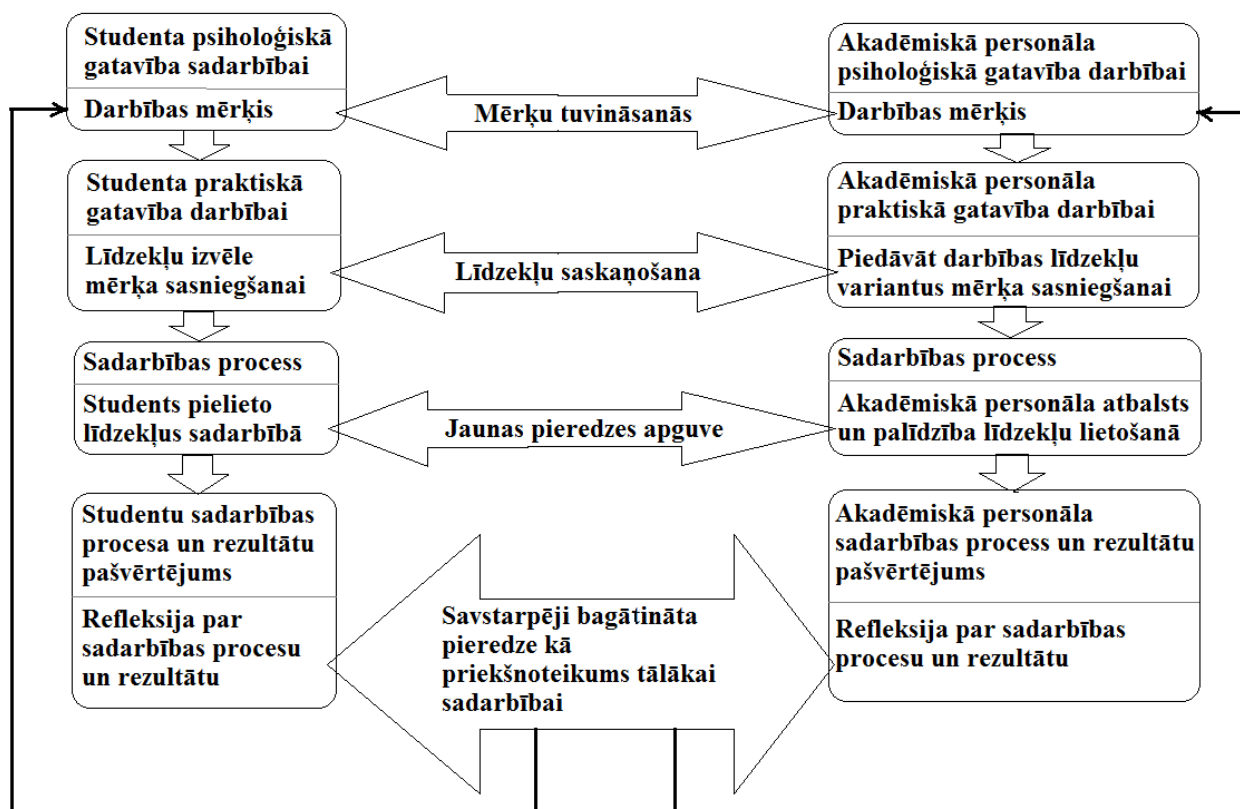 Studenta psiholoģiskā
gatavība sadarbībai
Darbības mērķis
Mērķu tuvināsanās
Akadēmiskā personāla
psiholoģiskā gatavība darbībai
Darbības mērķis
Studenta praktiskā
gatavība darbībai
Līdzekļu izvēle
mērķa sasniegšanai
Līdzekļu saskaņošana
Akadēmiskā personāla
praktiskā gatavība darbībai
Piedāvāt darbības līdzekļu
variantus mērķa sasniegšanai
Sadarbības process
Students pielieto
līdzekļus sadarbībā
Jaunas pieredzes apguve
Sadarbības process
Akadēmiskā personāla atbalsts
un palīdzība līdzekļu lietošanā
Studentu sadarbības
procesa un rezultātu
pašvērtējums
Refleksija par
sadarbības procesu
un rezultātu
Savstarpēji bagātināta
pieredze kā
priekšnoteikums tālākai
sadarbībai
Akadēmiskā personāla
sadarbības process un rezultātu
pašvērtējums
Refleksija par sadarbības
procesu un rezultātu